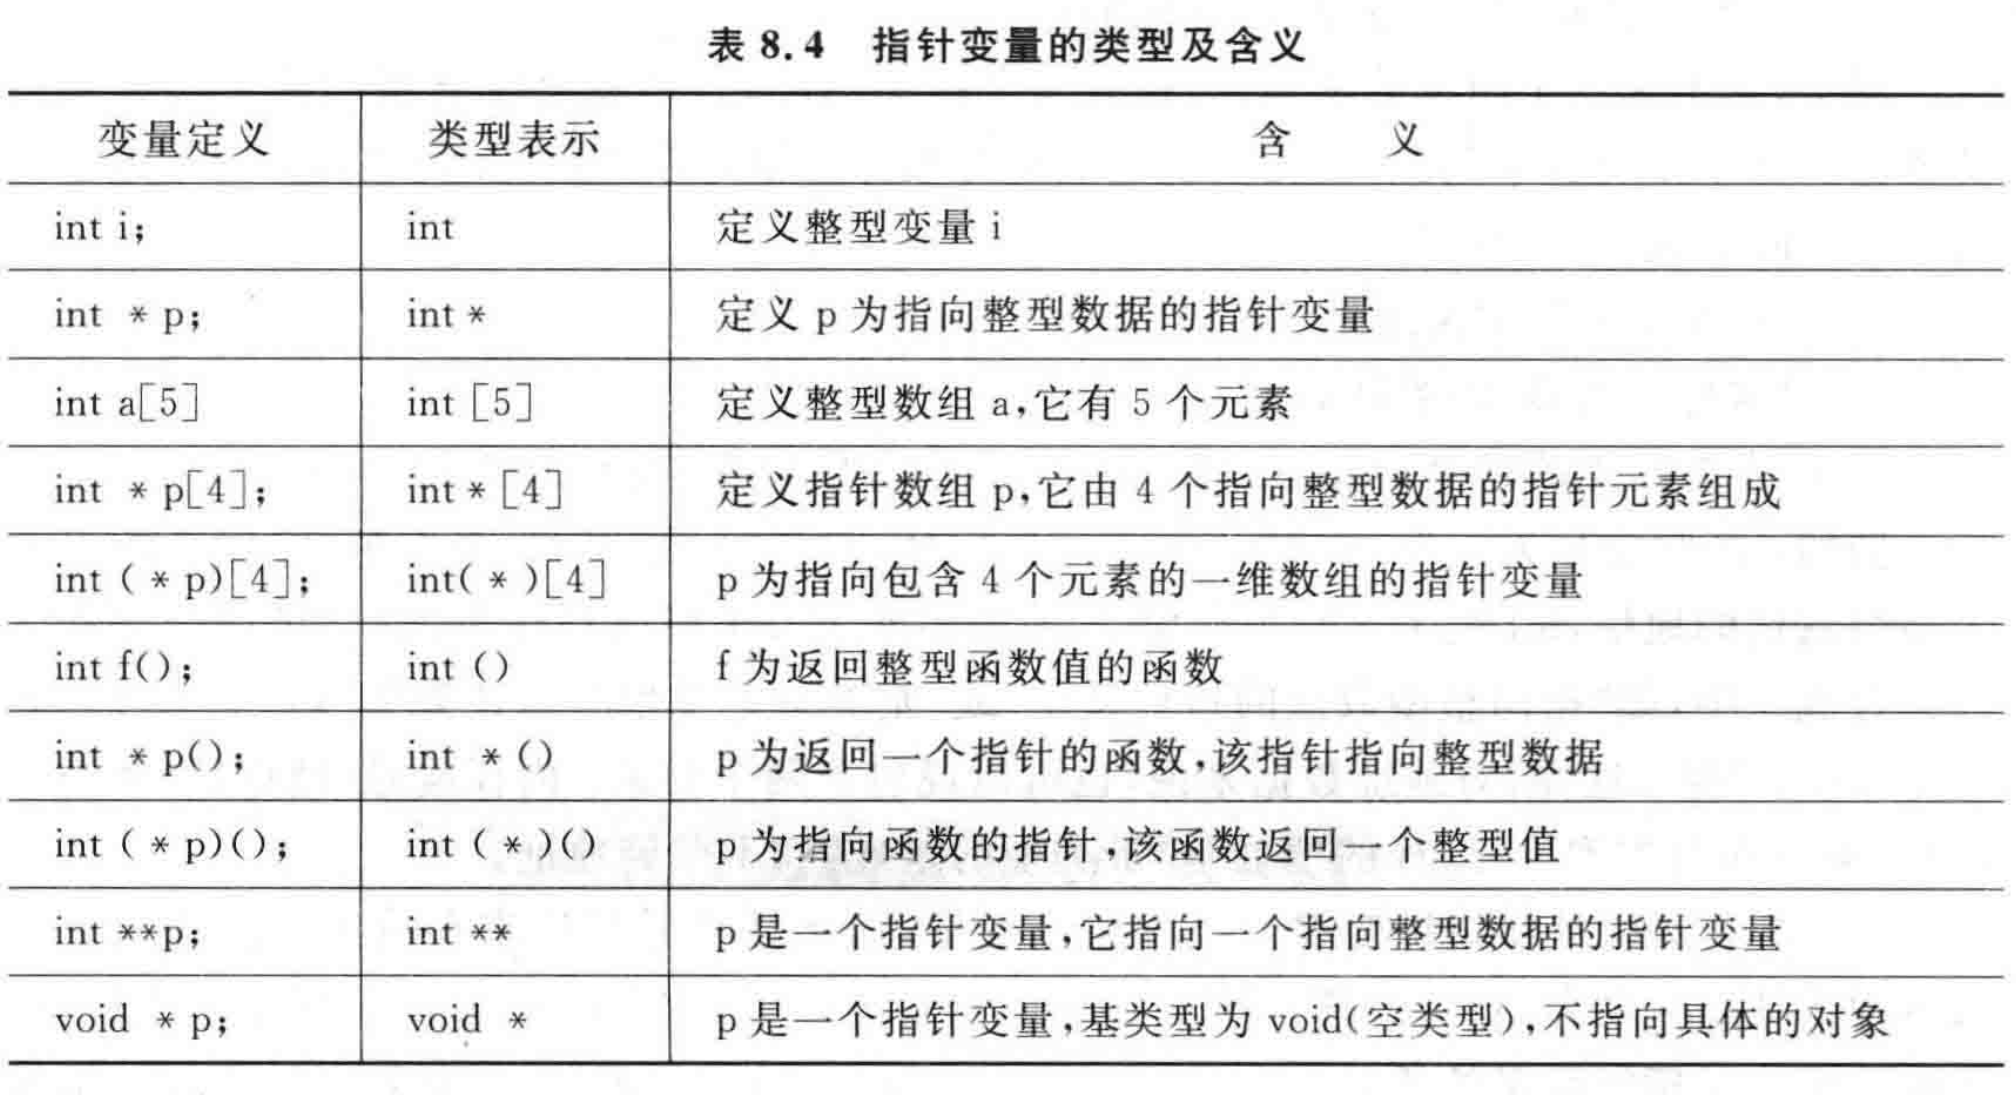 表 8.4 指针变量的类型及含义
变量定义 类型表示 含 义
int i; int 定义整型变量 i
int *p; int * 定义 p 为指向整型数据的指针变量
int a[5] int [5] 定义整型数组 a,它有 5 个元素
int *p[4]; int *[4] 定义指针数组 p,它由 4 个指向整型数据的指针元素组成
int (*p)[4]; int(*)[4] p 为指向包含 4 个元素的一维数组的指针变量
int f(); int () f 为返回整型函数值的函数
int *p(); int *() p 为返回一个指针的函数,该指针指向整型数据
int (*p)(); int (*)() p 为指向函数的指针,该函数返回一个整型值
int **p; int ** p 是一个指针变量,它指向一个指向整型数据的指针变量
void *p; void * p 是一个指针变量,基类型为 void(空类型),不指向具体的对象